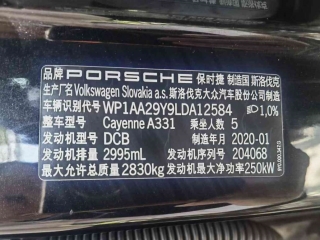 品牌 PORSCHE 保时捷 制造国 斯洛伐克
生产厂名 Volkswagen Slovakia a.s. 斯洛伐克大众汽车股份公司制造
车辆识别代号 WP1AA29Y9LDA12584 1,0%
整车型号 Cayenne A331 乘坐人数 5
发动机型号 DCB 制造年月 2020-01
发动机排量 2995mL 发动机序列号 204068
最大允许总质量 2830kg 发动机最大净功率 250kW